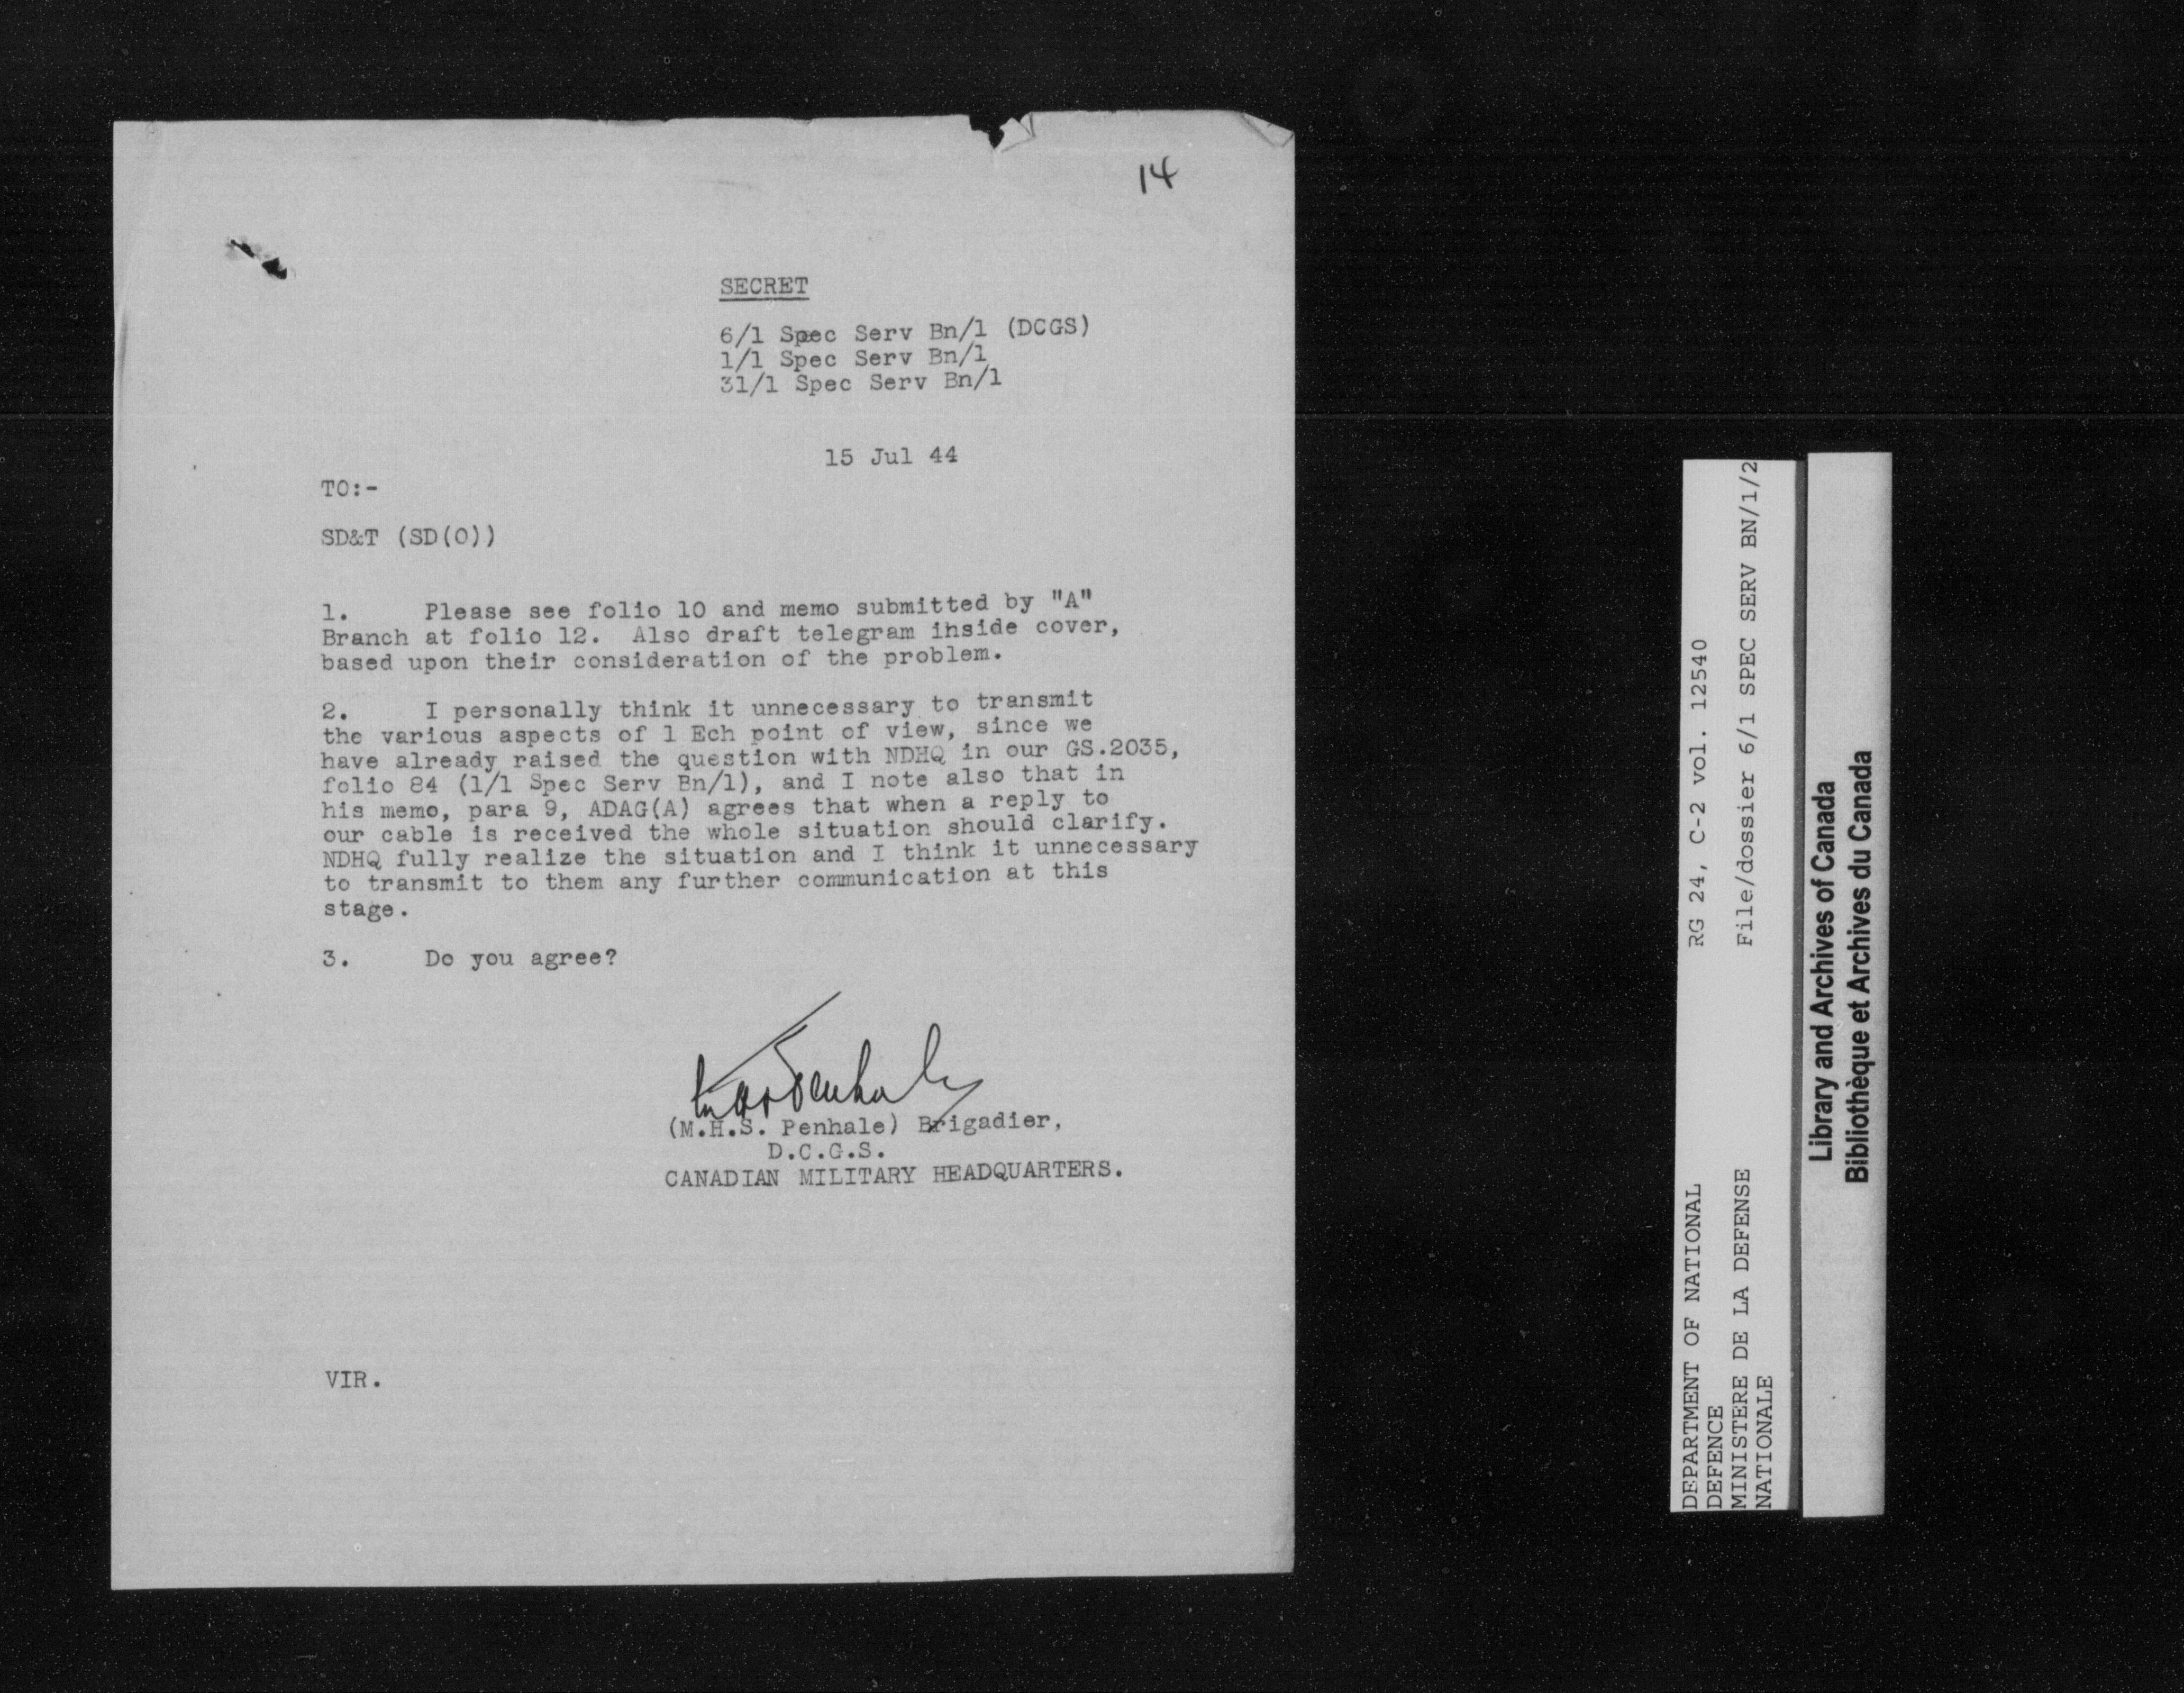 14
SECRET
6/1 Spec Serv Bn/1 (DCGS)
1/1 Spec Serv Bn/1
31/1 Spec Serv Bn/1
15 Jul 44
TO:-
SD&T (SD(O))
1. Please see folio 10 and memo submitted by "A"
Branch at folio 12. Also draft telegram inside cover,
based upon their consideration of the problem.
2. I personally think it unnecessary to transmit
the various aspects of 1 Ech point of view, since we
have already raised the question with NDHQ in our GS.2035,
folio 84 (1/1 Spec Serv Bn/1), and I note also that in
his memo, para 9, ADAG(A) agrees that when a reply to
our cable is received the whole situation should clarify.
NDHQ fully realize the situation and I think it unnecessary
to transmit to them any further communication at this
stage.
3. Do you agree?
(M.H.S. Penhale) Brigadier,
D.C.G.S.
CANADIAN MILITARY HEADQUARTERS.
VIR.
DEPARTMENT OF NATIONAL
DEFENCE
MINISTERE DE LA DEFENSE
NATIONALE
RG 24, C-2 vol. 12540
File/dossier 6/1 SPEC SERV BN/1/2
Library and Archives of Canada
Bibliothèque et Archives du Canada